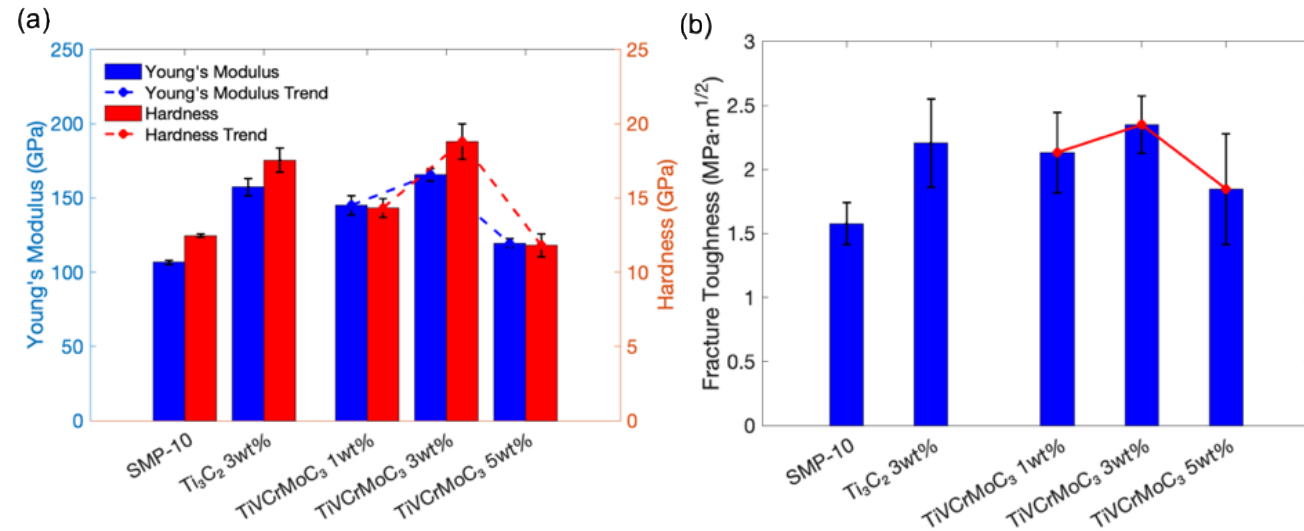 (a)
250
200
150
100
50
0
Young's Modulus (GPa)
Young's Modulus
Young's Modulus Trend
Hardness
Hardness Trend
25
20
15
10
5
0
Hardness (GPa)
SMP-10
Ti₃C₂ 3wt%
TiVCrMoC₃ 1wt%
TiVCrMoC₃ 3wt%
TiVCrMoC₃ 5wt%
(b)
3
2.5
2
1.5
1
0.5
0
Fracture Toughness (MPa·m^1/2)
SMP-10
Ti₃C₂ 3wt%
TiVCrMoC₃ 1wt%
TiVCrMoC₃ 3wt%
TiVCrMoC₃ 5wt%